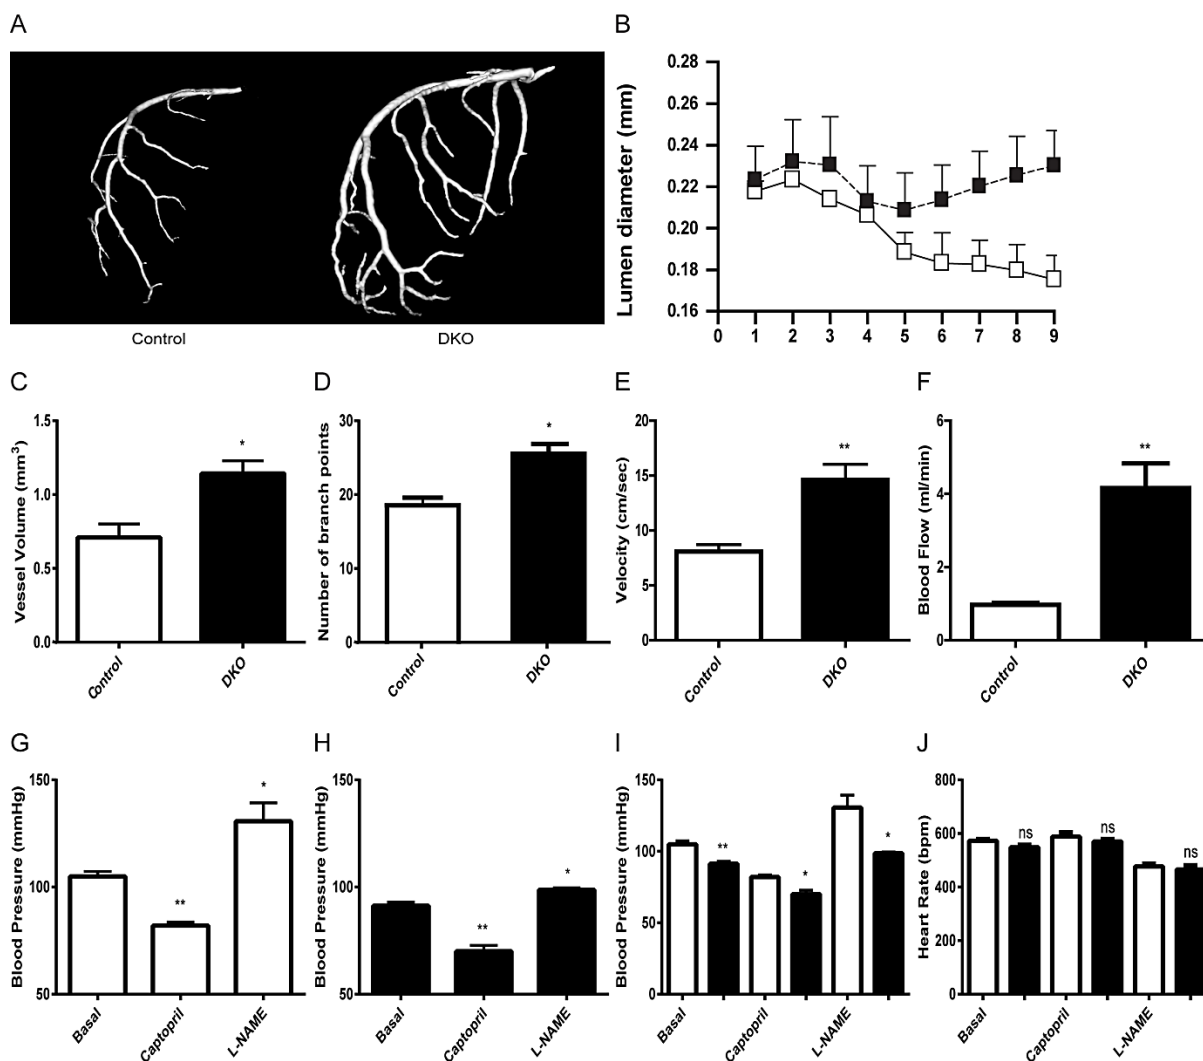 A
B
Control
DKO
Lumen diameter (mm)
0.28
0.26
0.24
0.22
0.20
0.18
0.16
0 1 2 3 4 5 6 7 8 9
C
D
E
F
Vessel Volume (mm³)
1.5
1.0
0.5
0.0
*
Control
DKO
Number of branch points
30
20
10
0
*
Control
DKO
Velocity (cm/sec)
20
15
10
5
0
**
Control
DKO
Blood Flow (ml/min)
6
4
2
0
**
Control
DKO
G
H
I
J
Blood Pressure (mmHg)
150
100
50
**
*
Basal
Captopril
L-NAME
Blood Pressure (mmHg)
150
100
50
**
*
Basal
Captopril
L-NAME
Blood Pressure (mmHg)
150
100
50
0
**
*
*
Basal
Captopril
L-NAME
Heart Rate (bpm)
800
600
400
200
0
ns
ns
ns
Basal
Captopril
L-NAME